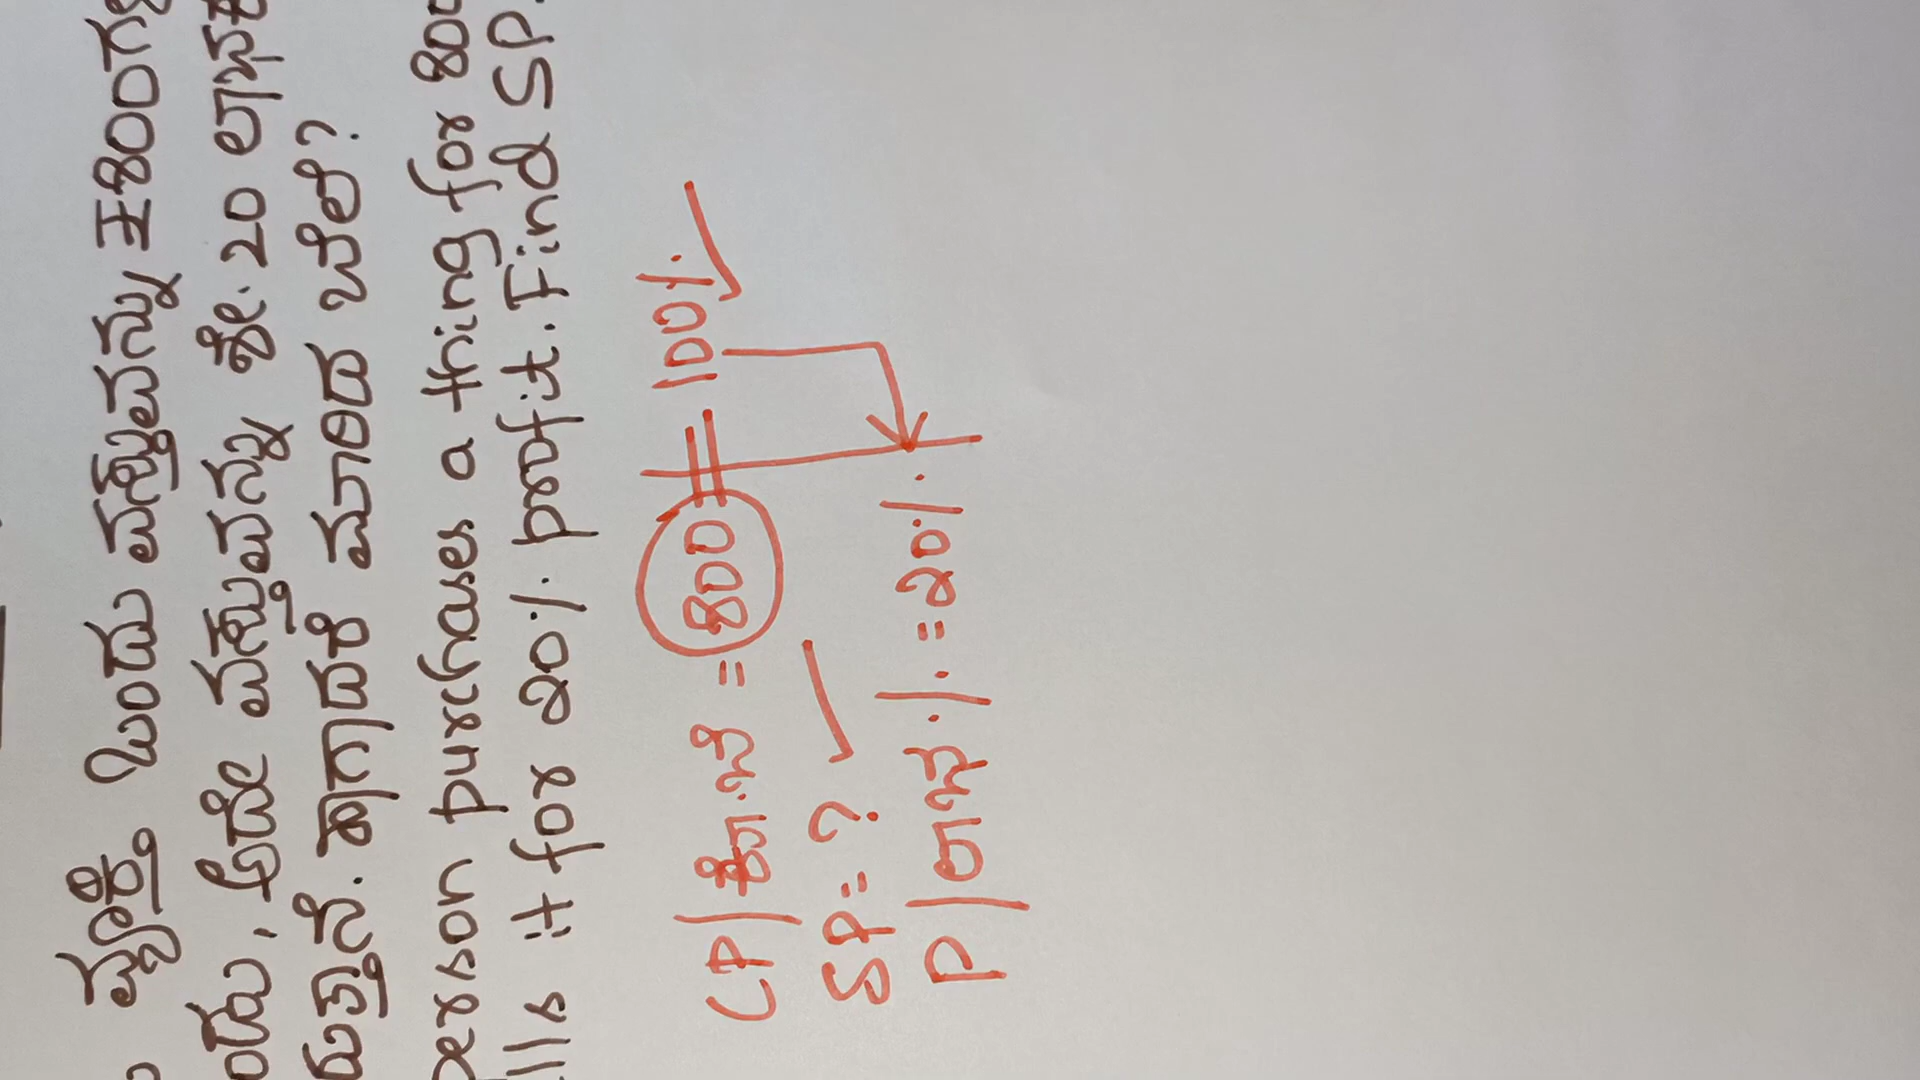 ವ್ಯಕ್ತಿ ಒಂದು ವಸ್ತುವನ್ನು ₹800ಗ
ಅದೇ ವಸ್ತುವನ್ನು ಶೇ.20 ಲಾಭಕ
ಹಾಗಾದರೆ ಮಾರಿದ ಬೆಲೆ?
person purchases a thing for 800
it for 20% profit. Find SP.
CP/ಕೊ.ಬೆ = 800 = 100%
SP = ?
P/ಲಾಭ% = 20%